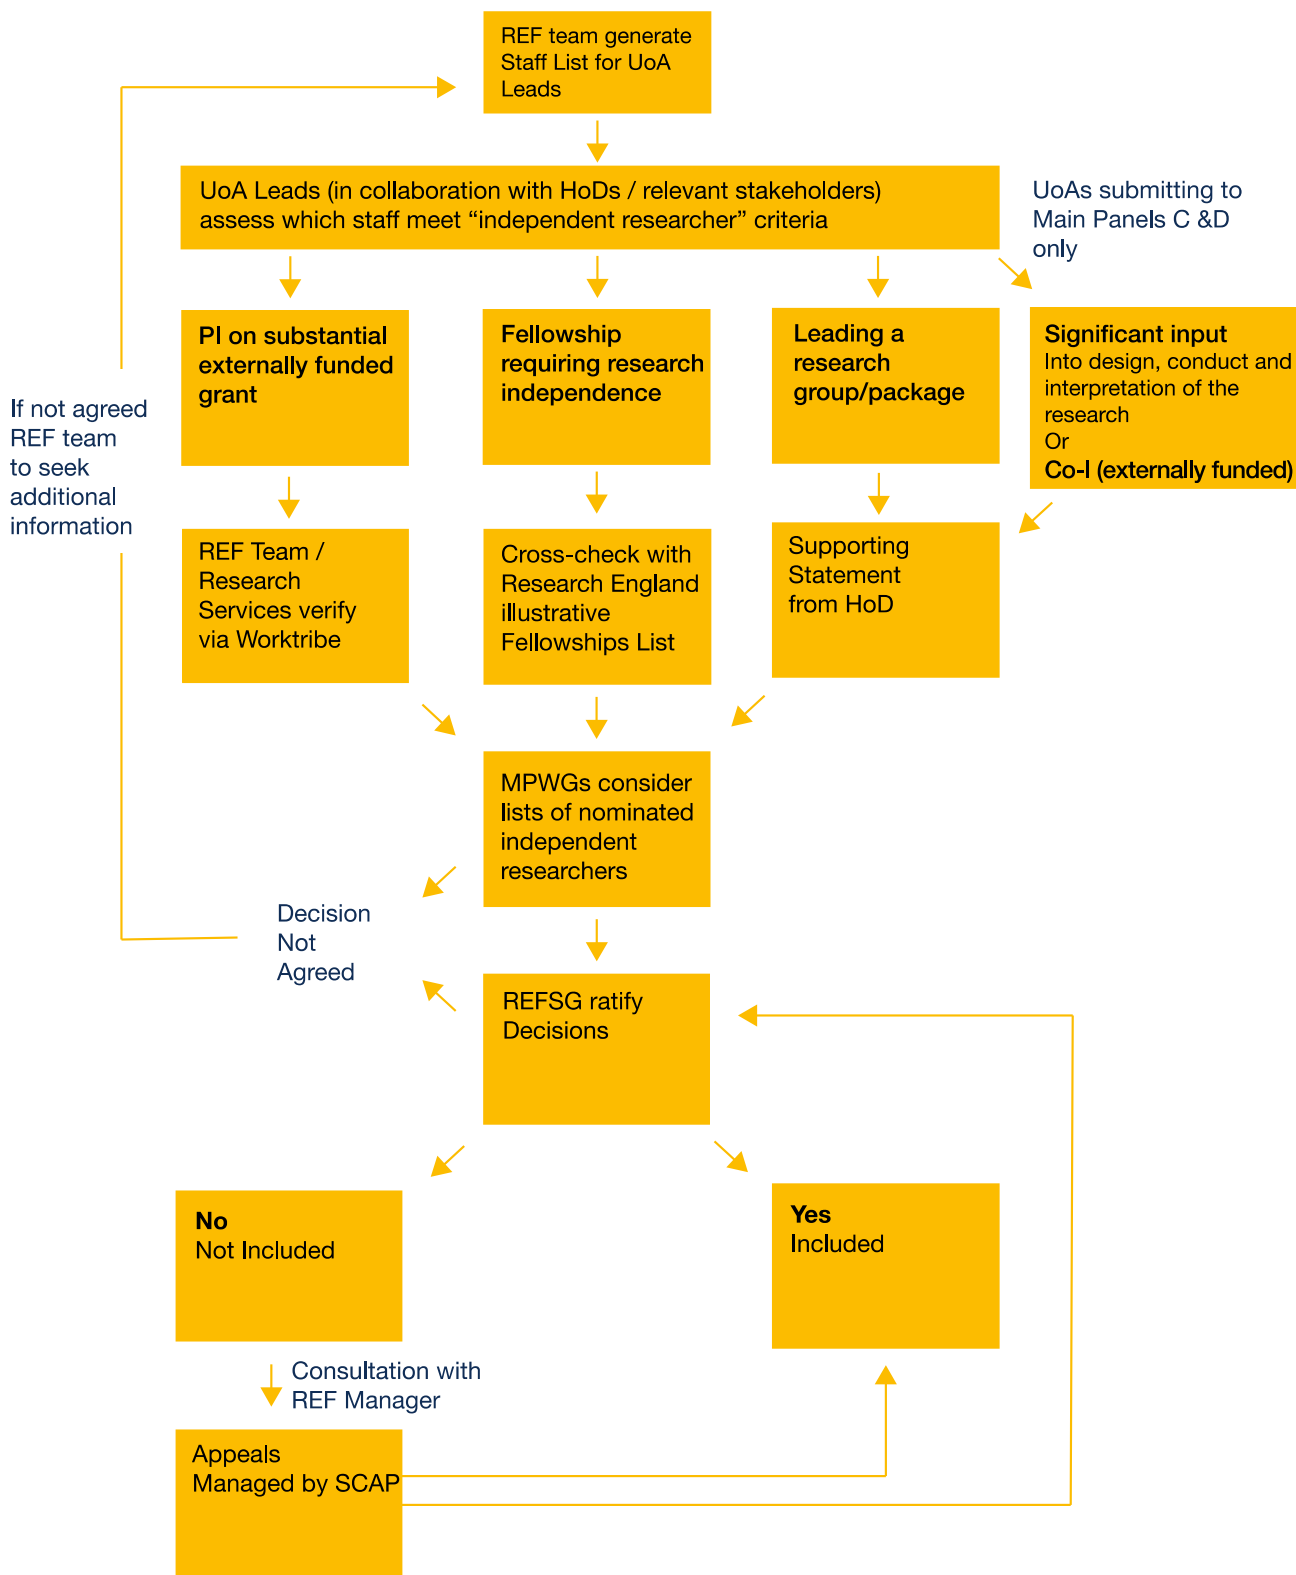 REF team generate
Staff List for UoA
Leads
UoA Leads (in collaboration with HoDs / relevant stakeholders)
assess which staff meet “independent researcher” criteria
UoAs submitting to
Main Panels C &D
only
PI on substantial
externally funded
grant
Fellowship
requiring research
independence
Leading a
research
group/package
Significant input
Into design, conduct and
interpretation of the
research
Or
Co-I (externally funded)
If not agreed
REF team
to seek
additional
information
REF Team /
Research
Services verify
via Worktribe
Cross-check with
Research England
illustrative
Fellowships List
Supporting
Statement
from HoD
MPWGs consider
lists of nominated
independent
researchers
Decision
Not
Agreed
REFSG ratify
Decisions
No
Not Included
Yes
Included
Consultation with
REF Manager
Appeals
Managed by SCAP